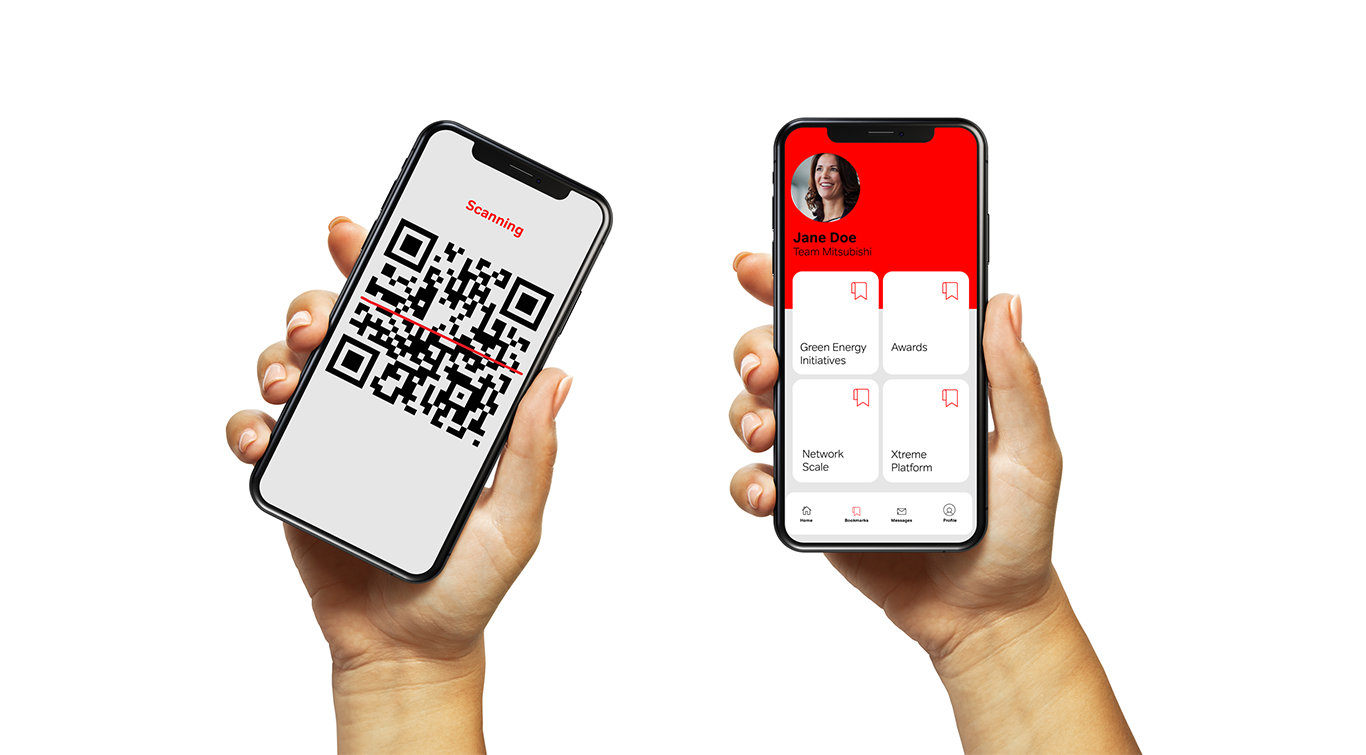 Scanning
Jane Doe
Team Mitsubishi
Green Energy
Initiatives
Awards
Network
Scale
Xtreme
Platform
Home
Bookmarks
Messages
Profile